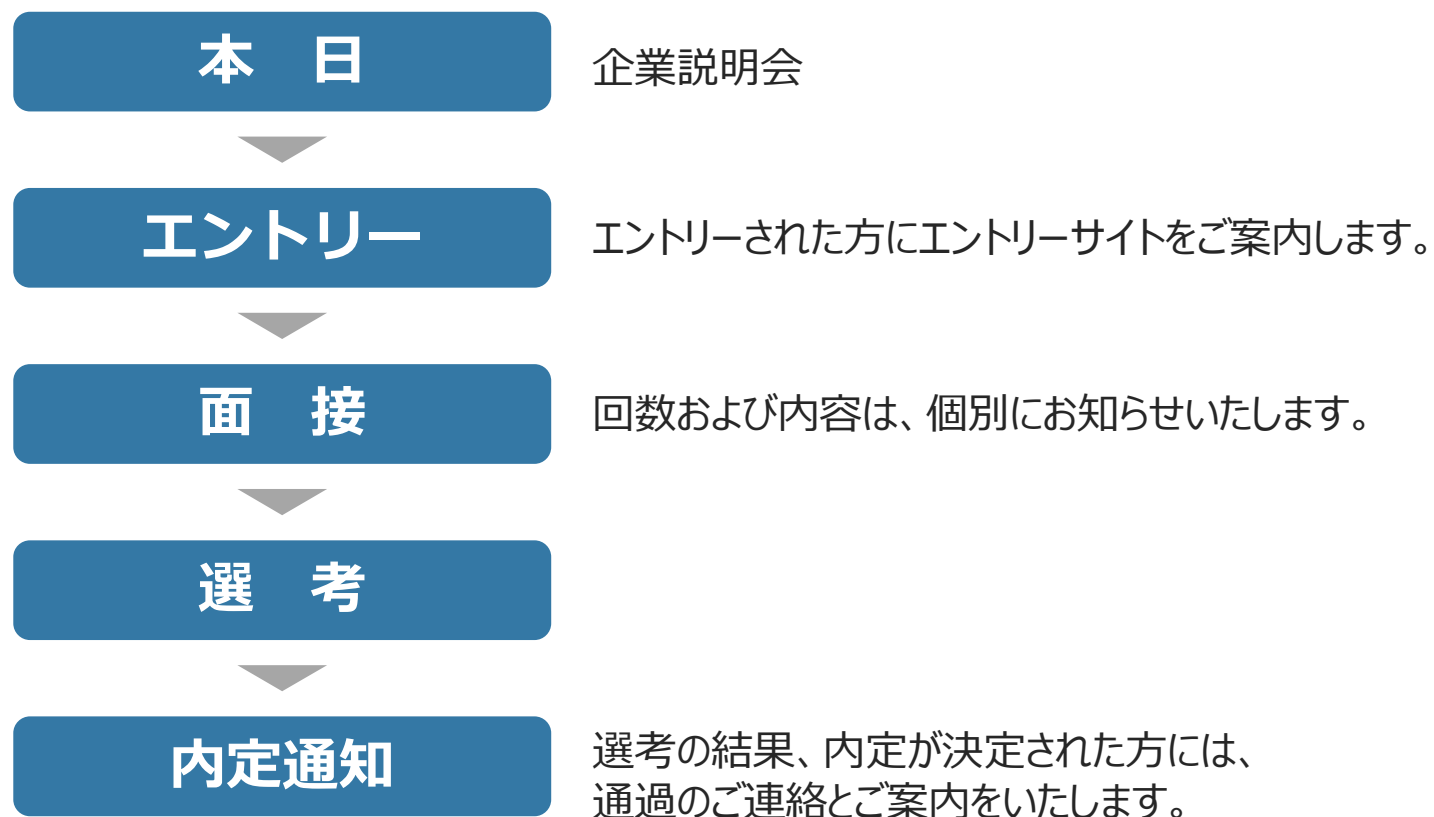 本　日
企業説明会
エントリー
エントリーされた方にエントリーサイトをご案内します。
面　接
回数および内容は、個別にお知らせいたします。
選　考
内定通知
選考の結果、内定が決定された方には、
通過のご連絡とご案内をいたします。